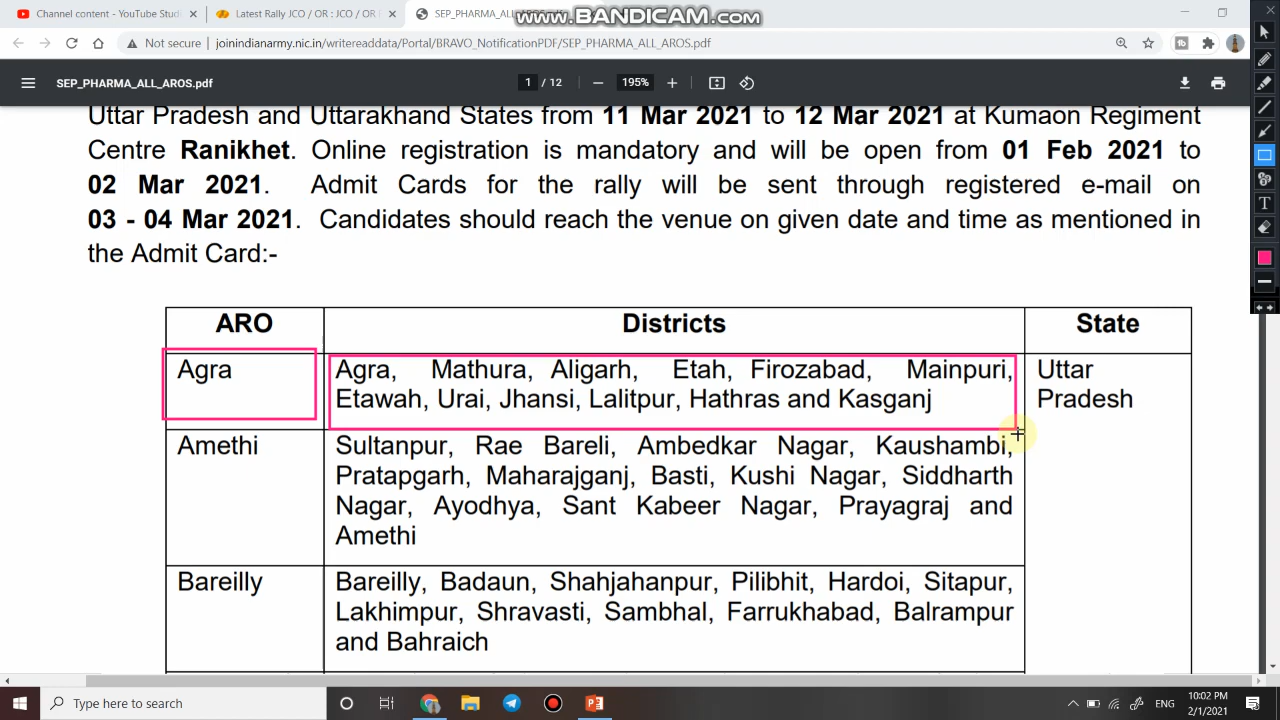 Channel content - YouTube Stud
Latest Rally JCO / OR : JCO / OR E
SEP_PHARMA_ALL_AROS.pdf
www.BANDICAM.com
Not secure
joinindianarmy.nic.in/writereaddata/Portal/BRAVO_NotificationPDF/SEP_PHARMA_ALL_AROS.pdf
SEP_PHARMA_ALL_AROS.pdf
1 / 12
195%
Uttar Pradesh and Uttarakhand States from 11 Mar 2021 to 12 Mar 2021 at Kumaon Regiment
Centre Ranikhet. Online registration is mandatory and will be open from 01 Feb 2021 to
02 Mar 2021. Admit Cards for the rally will be sent through registered e-mail on
03 - 04 Mar 2021. Candidates should reach the venue on given date and time as mentioned in
the Admit Card:-
ARO
Districts
State
Agra
Agra, Mathura, Aligarh, Etah, Firozabad, Mainpuri,
Etawah, Urai, Jhansi, Lalitpur, Hathras and Kasganj
Uttar
Pradesh
Amethi
Sultanpur, Rae Bareli, Ambedkar Nagar, Kaushambi,
Pratapgarh, Maharajganj, Basti, Kushi Nagar, Siddharth
Nagar, Ayodhya, Sant Kabeer Nagar, Prayagraj and
Amethi
Bareilly
Bareilly, Badaun, Shahjahanpur, Pilibhit, Hardoi, Sitapur,
Lakhimpur, Shravasti, Sambhal, Farrukhabad, Balrampur
and Bahraich
Type here to search
ENG
10:02 PM
2/1/2021